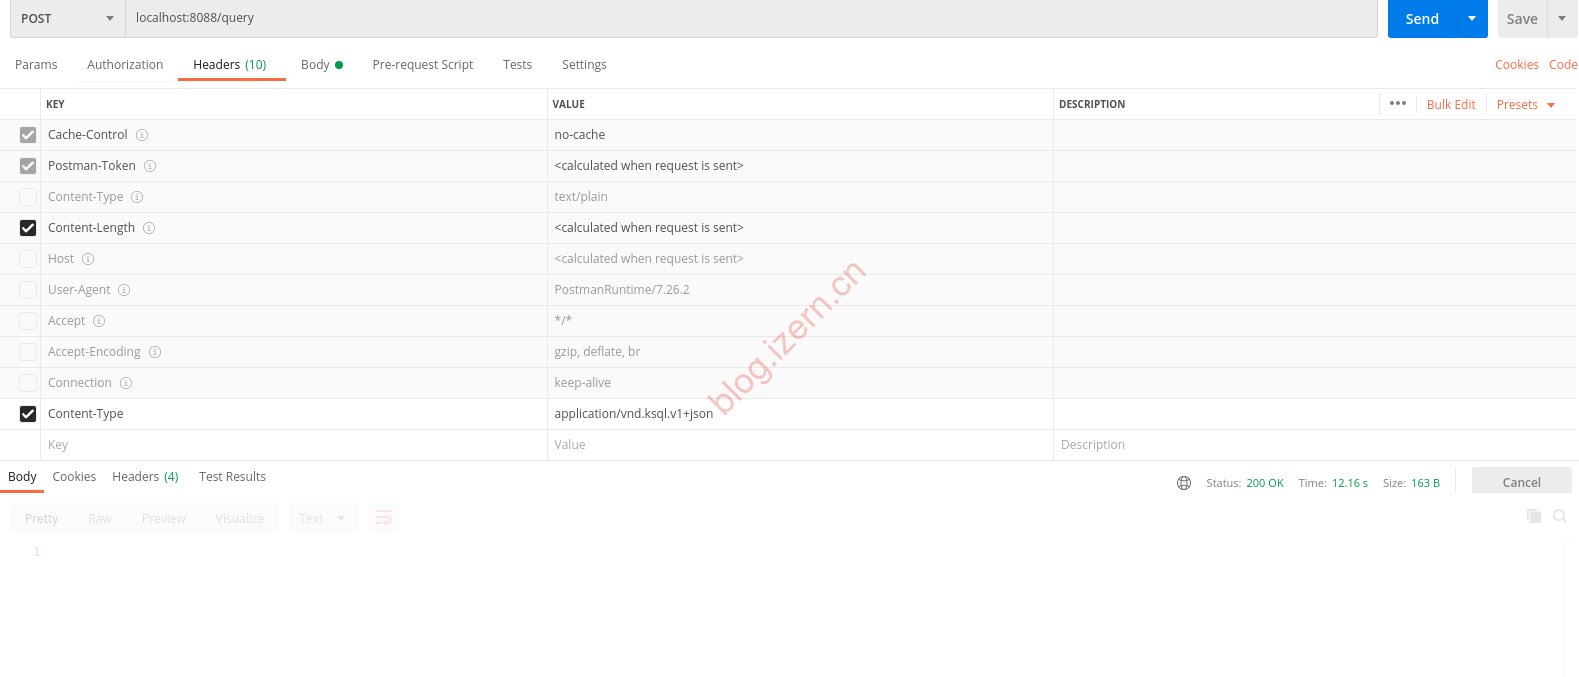 POST localhost:8088/query Send Save
Params Authorization Headers (10) Body Pre-request Script Tests Settings Cookies Code
KEY VALUE DESCRIPTION ••• Bulk Edit Presets
Cache-Control no-cache
Postman-Token <calculated when request is sent>
Content-Type text/plain
Content-Length <calculated when request is sent>
Host <calculated when request is sent>
User-Agent PostmanRuntime/7.26.2
Accept */*
Accept-Encoding gzip, deflate, br
Connection keep-alive
Content-Type application/vnd.ksql.v1+json
Key Value Description
blog.izern.cn
Body Cookies Headers (4) Test Results Status: 200 OK Time: 12.16 s Size: 163 B Cancel
Pretty Raw Preview Visualize Text
1